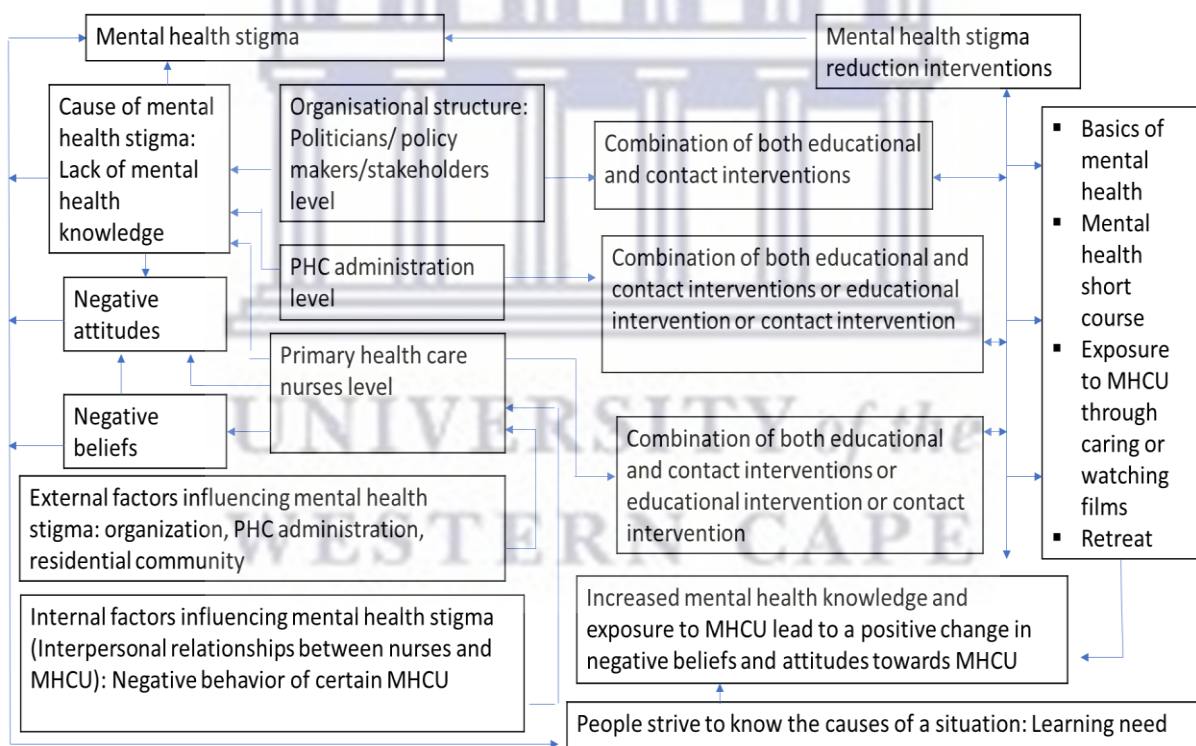 Mental health stigma
Mental health stigma
reduction interventions
Cause of mental
health stigma:
Lack of mental
health
knowledge
Organisational structure:
Politicians/ policy
makers/stakeholders
level
Combination of both educational
and contact interventions
▪ Basics of
mental
health
▪ Mental
health
short
course
▪ Exposure
to MHCU
through
caring or
watching
films
▪ Retreat
PHC administration
level
Combination of both educational and
contact interventions or educational
intervention or contact intervention
Negative
attitudes
Primary health care
nurses level
Negative
beliefs
Combination of both educational
and contact interventions or
educational intervention or contact
intervention
External factors influencing mental health
stigma: organization, PHC administration,
residential community
Internal factors influencing mental health stigma
(Interpersonal relationships between nurses and
MHCU): Negative behavior of certain MHCU
Increased mental health knowledge and
exposure to MHCU lead to a positive change in
negative beliefs and attitudes towards MHCU
People strive to know the causes of a situation: Learning need
UNIVERSITY of the
WESTERN CAPE